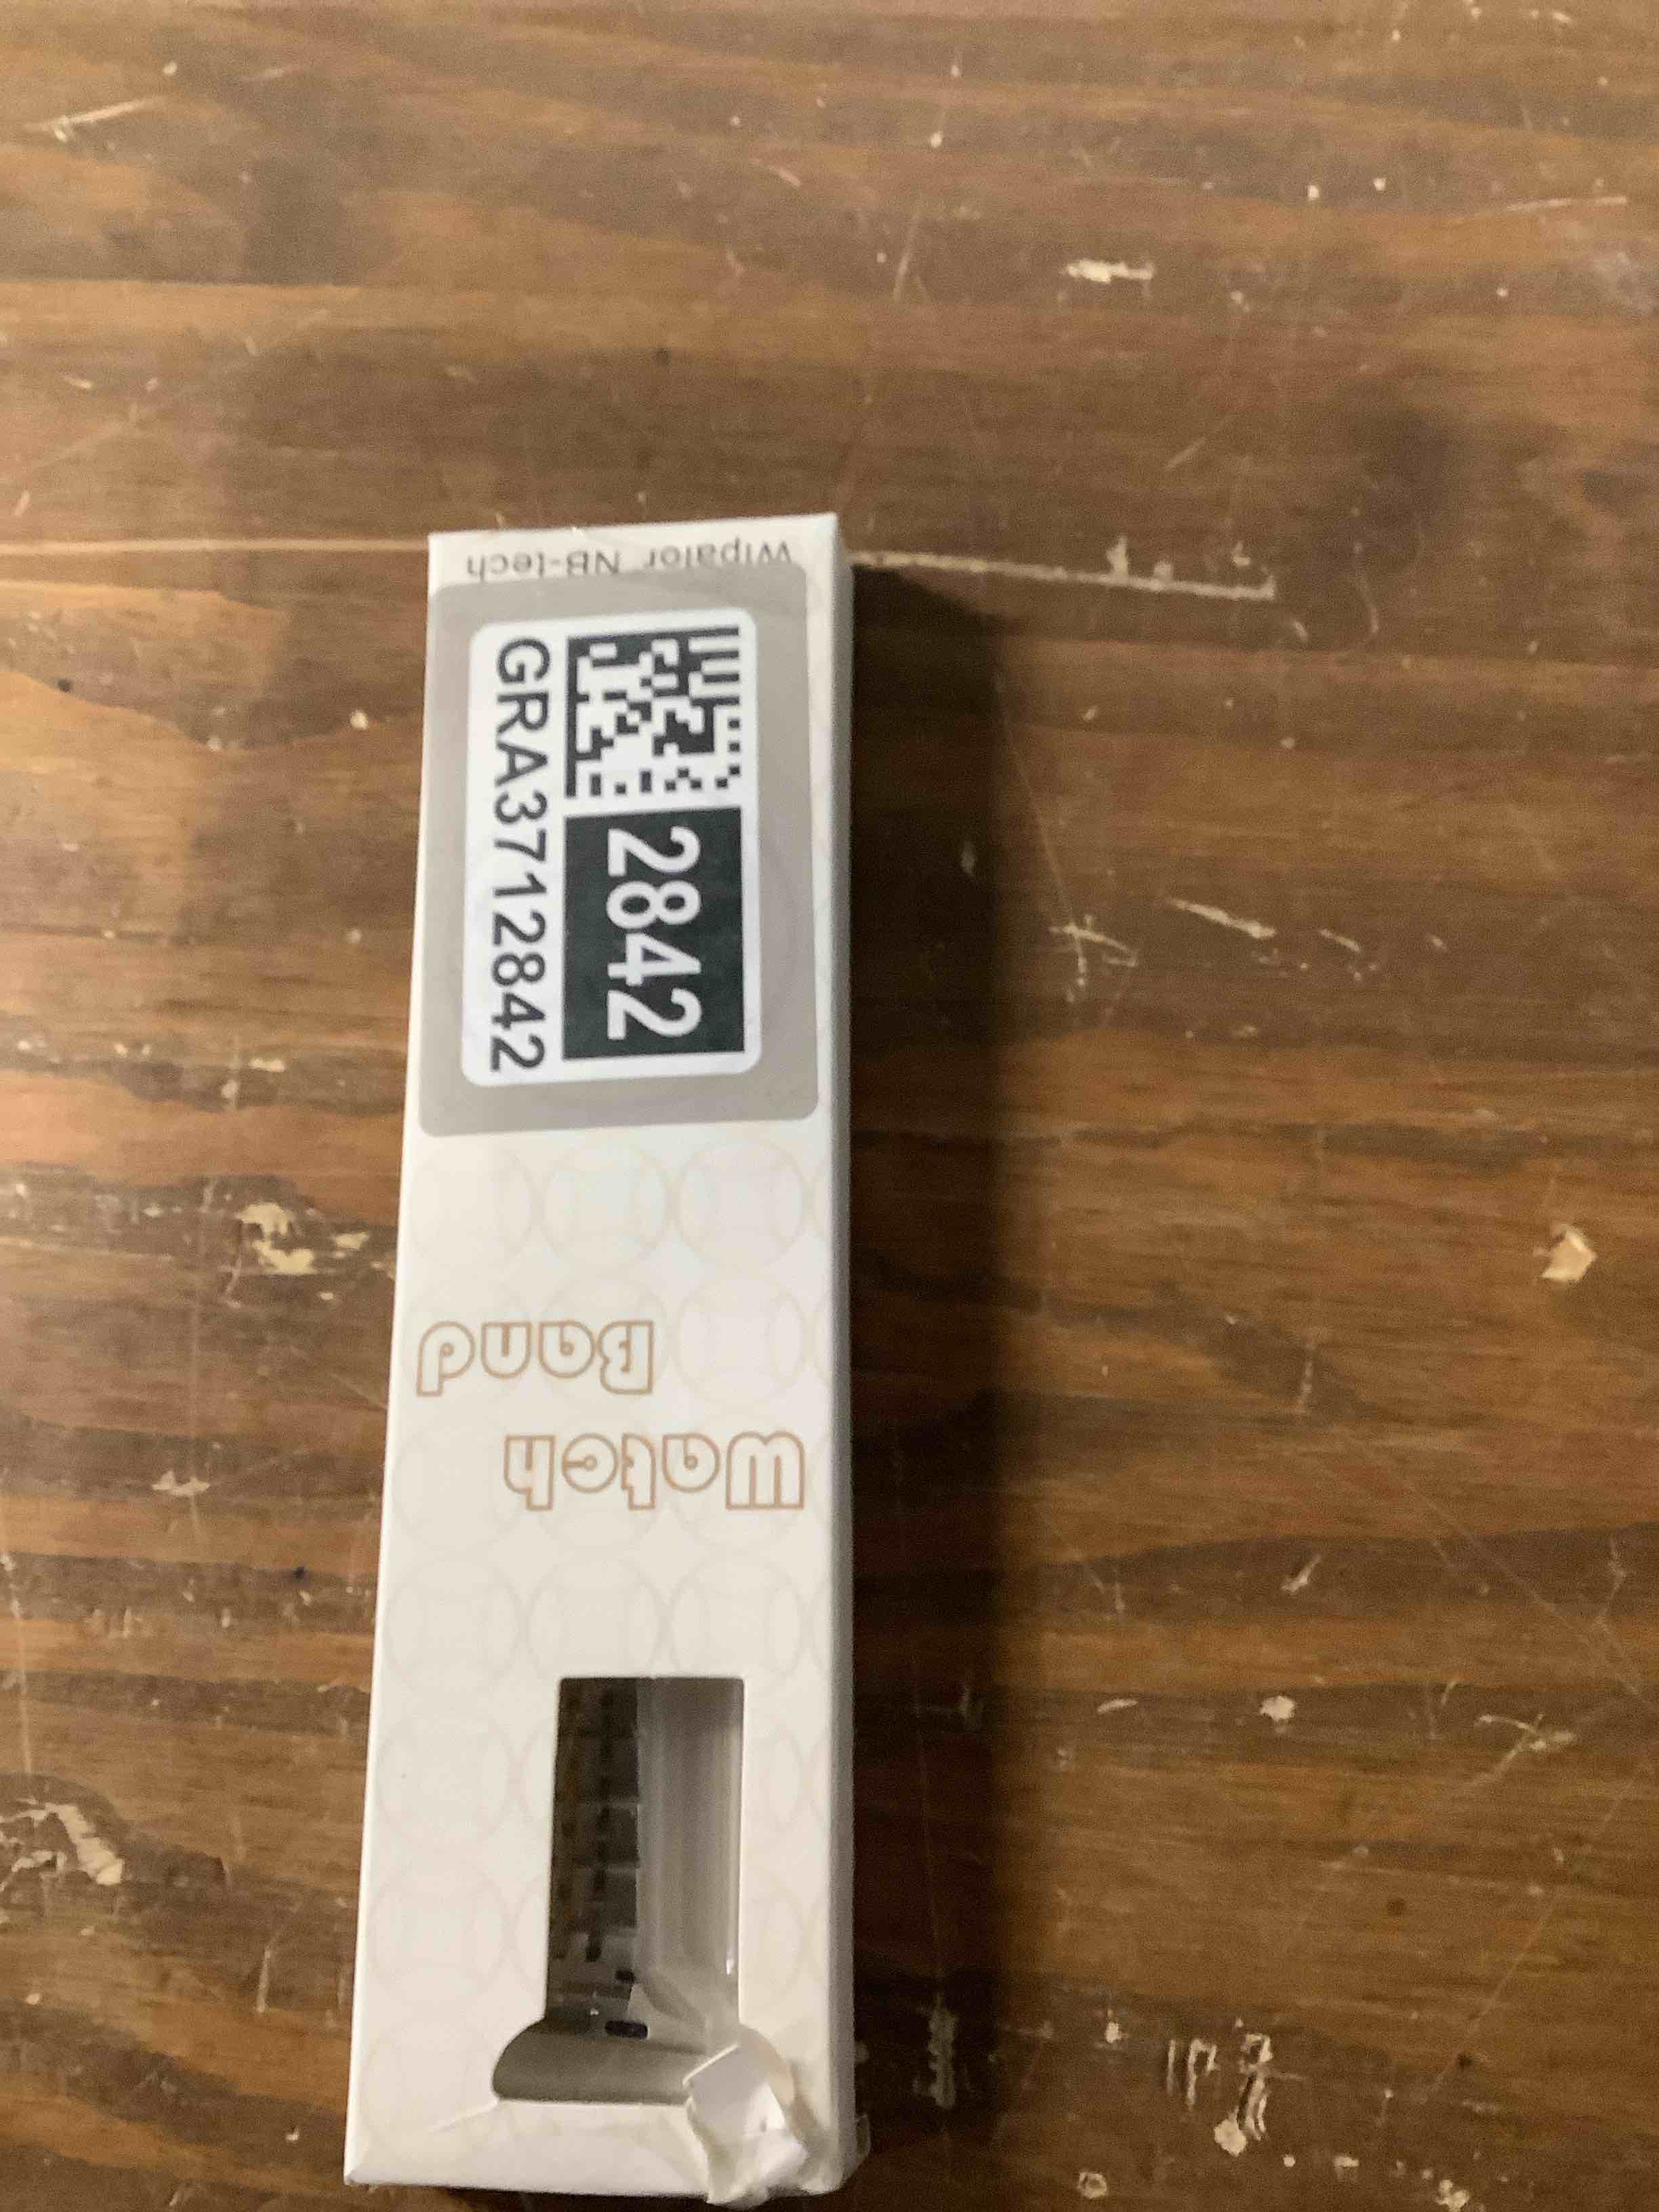 Watch
Band
Wipalor NB-tech
2842
GRA3712842